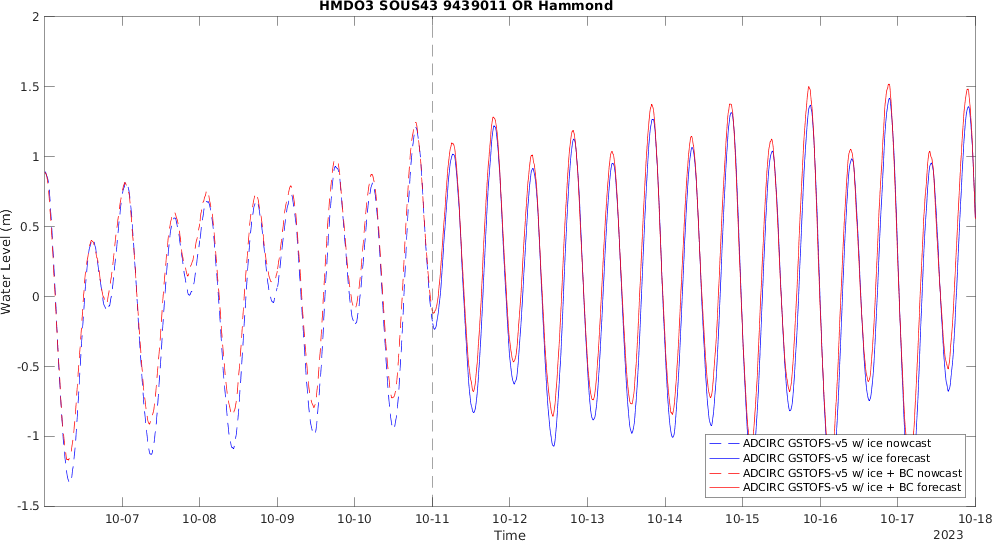 HMDO3 SOUS43 9439011 OR Hammond
Water Level (m)
2
1.5
1
0.5
0
-0.5
-1
-1.5
10-07 10-08 10-09 10-10 10-11 10-12 10-13 10-14 10-15 10-16 10-17 10-18
Time
2023
ADCIRC GSTOFS-v5 w/ ice nowcast
ADCIRC GSTOFS-v5 w/ ice forecast
ADCIRC GSTOFS-v5 w/ ice + BC nowcast
ADCIRC GSTOFS-v5 w/ ice + BC forecast